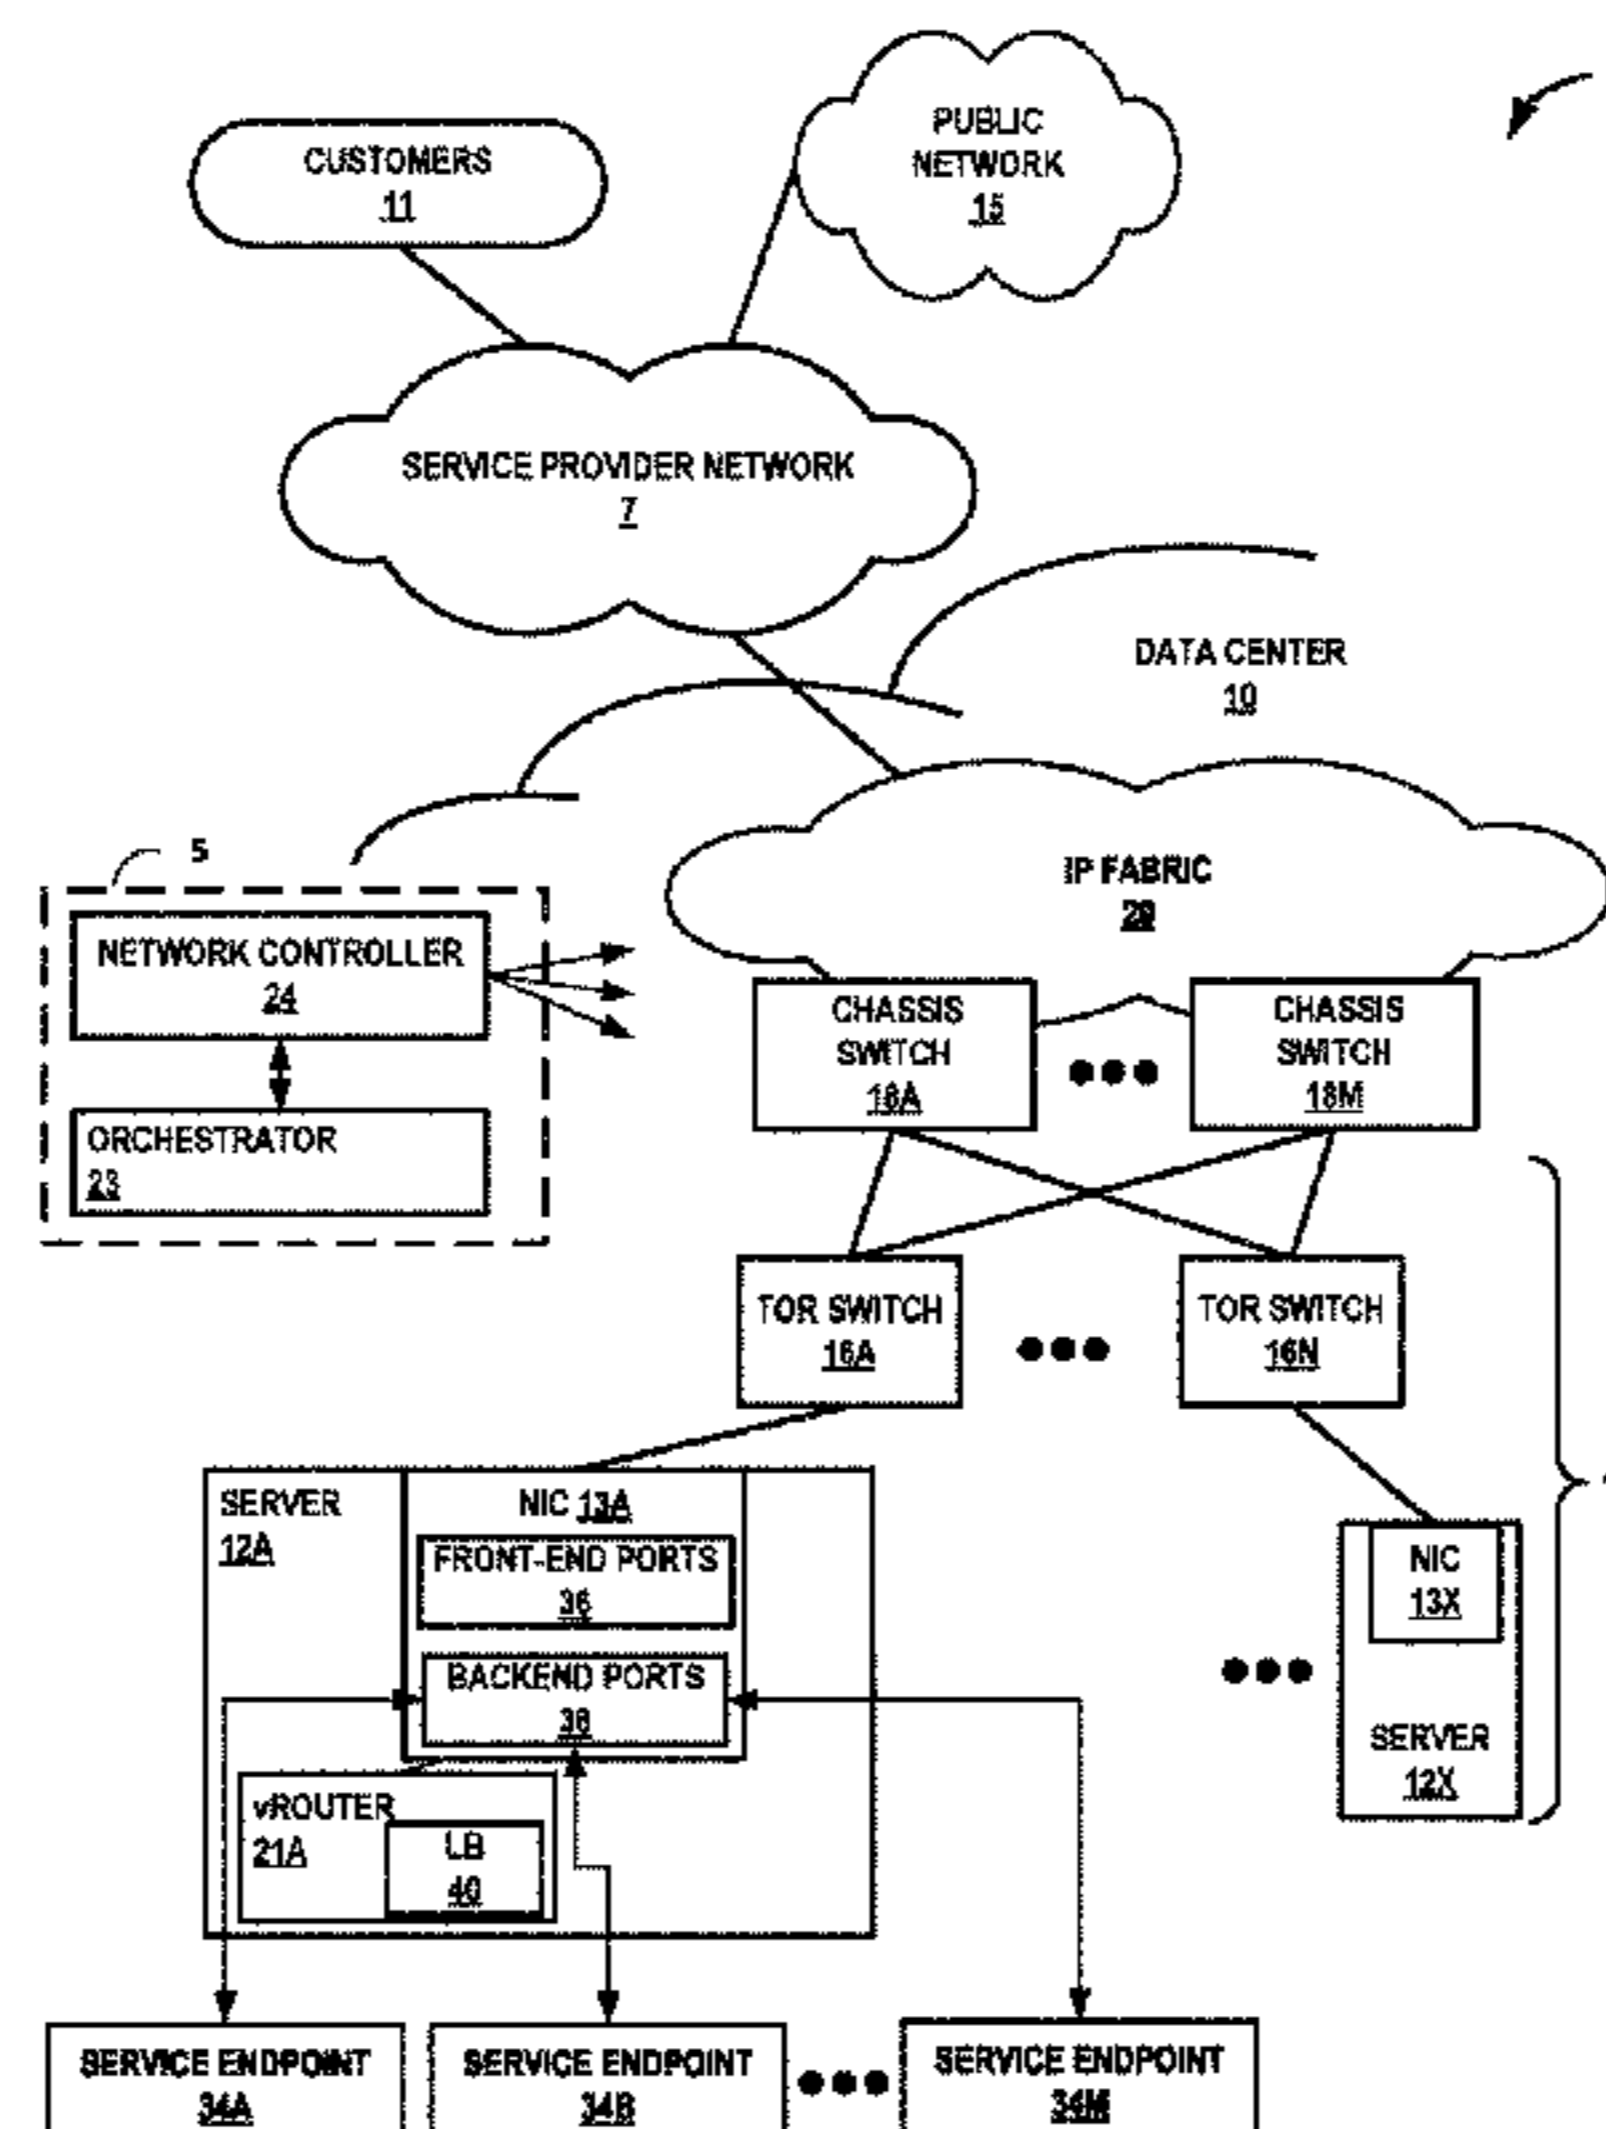 CUSTOMERS
11
PUBLIC
NETWORK
15
SERVICE PROVIDER NETWORK
7
DATA CENTER
10
5
NETWORK CONTROLLER
24
ORCHESTRATOR
23
IP FABRIC
20
CHASSIS
SWITCH
18A
CHASSIS
SWITCH
18M
TOR SWITCH
16A
TOR SWITCH
16N
SERVER
12A
NIC 13A
FRONT-END PORTS
36
BACKEND PORTS
38
vROUTER
21A
LB
40
NIC
13X
SERVER
12X
SERVICE ENDPOINT
34A
SERVICE ENDPOINT
34B
SERVICE ENDPOINT
34M